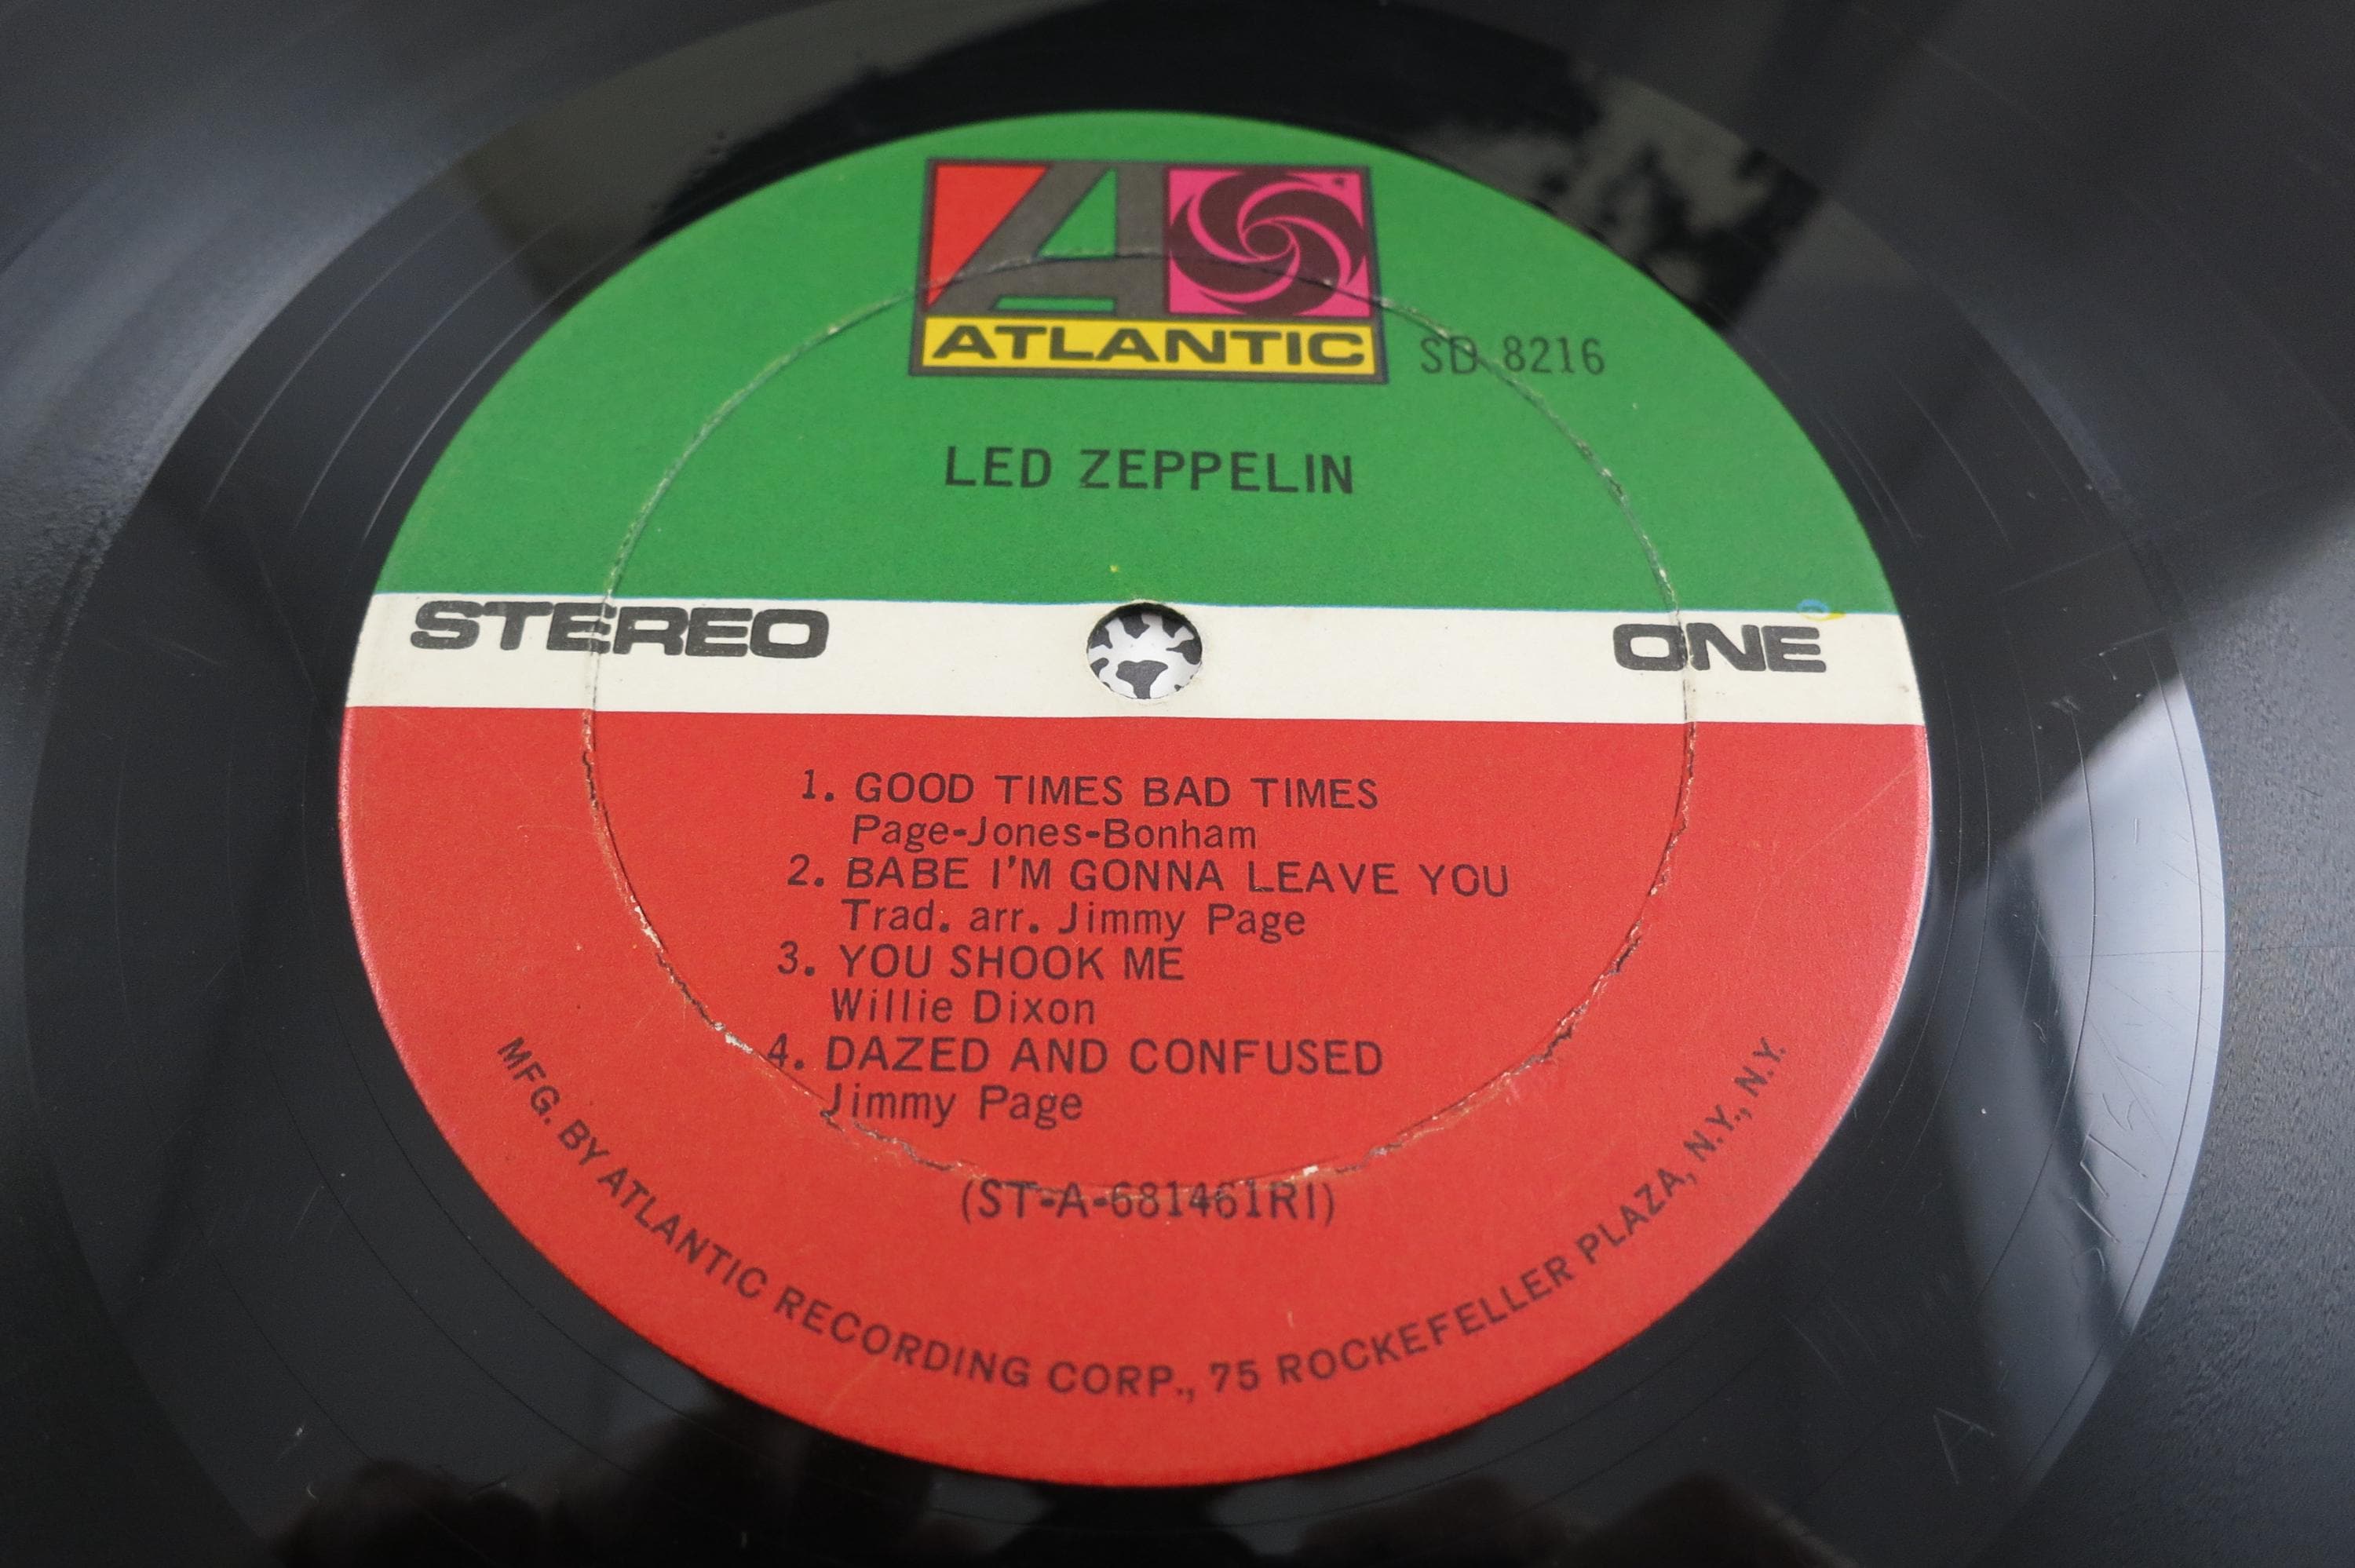 ATLANTIC
SD 8216
LED ZEPPELIN
STEREO
ONE
1. GOOD TIMES BAD TIMES
Page-Jones-Bonham
2. BABE I'M GONNA LEAVE YOU
Trad. arr. Jimmy Page
3. YOU SHOOK ME
Willie Dixon
4. DAZED AND CONFUSED
Jimmy Page
(ST-A-681461RI)
MFG. BY ATLANTIC RECORDING CORP., 75 ROCKEFELLER PLAZA, N.Y., N.Y.